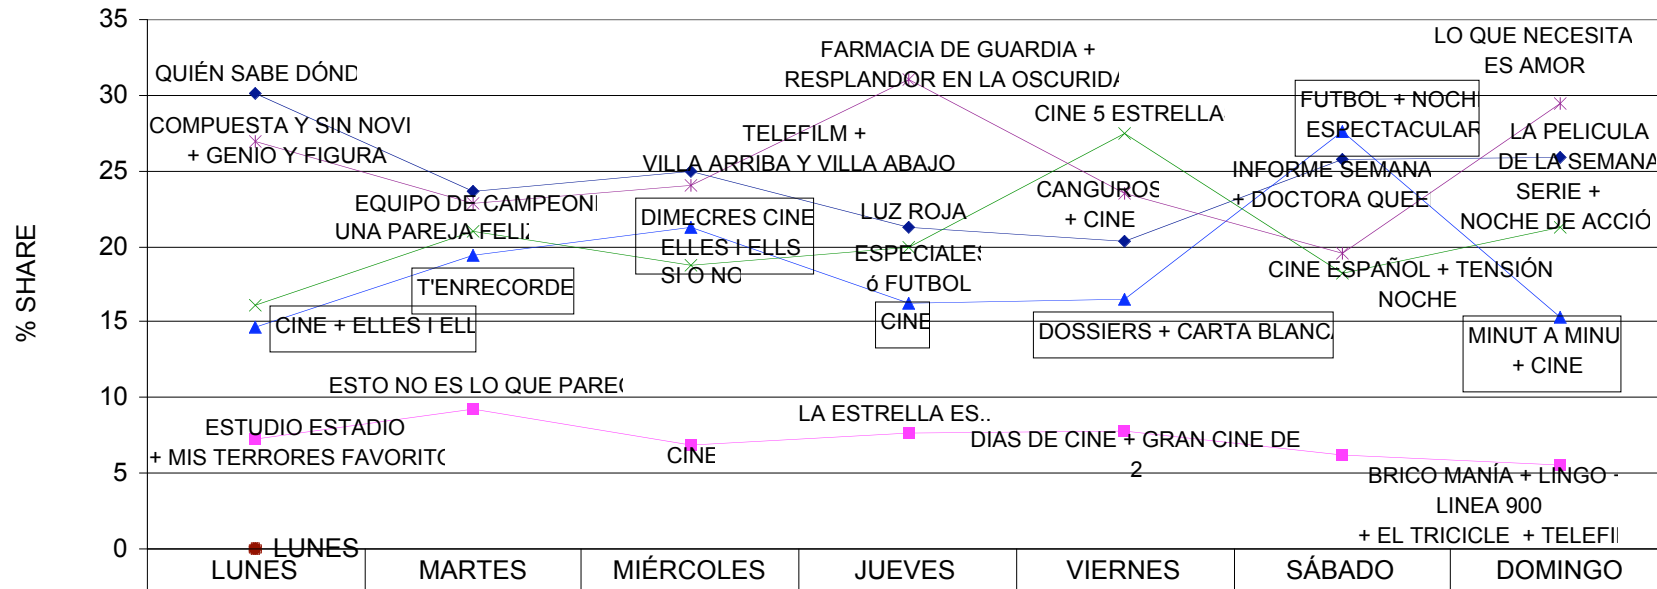 35
30
25
20
15
10
5
0
% SHARE
QUIÉN SABE DÓND
COMPUESTA Y SIN NOVI
+ GENIO Y FIGURA
EQUIPO DE CAMPEONE
UNA PAREJA FELIZ
T'ENRECORDE
CINE + ELLES I ELL
ESTO NO ES LO QUE PAREC
ESTUDIO ESTADIO
+ MIS TERRORES FAVORITO
LUNES
TELEFILM +
VILLA ARRIBA Y VILLA ABAJO
DIMECRES CINE
ELLES I ELLS
SI O NO
CINE
FARMACIA DE GUARDIA +
RESPLANDOR EN LA OSCURIDA
LUZ ROJA
ESPECIALES
ó FUTBOL
CINE
LA ESTRELLA ES..
CINE 5 ESTRELLA
CANGUROS
+ CINE
DOSSIERS + CARTA BLANCA
DIAS DE CINE + GRAN CINE DE
2
FUTBOL + NOCHE
ESPECTACULAR
INFORME SEMANA
+ DOCTORA QUEE
CINE ESPAÑOL + TENSIÓN
NOCHE
LO QUE NECESITA
ES AMOR
LA PELICULA
DE LA SEMANA
SERIE +
NOCHE DE ACCIÓ
MINUT A MINU
+ CINE
BRICO MANÍA + LINGO +
LINEA 900
+ EL TRICICLE + TELEFIL
LUNES
MARTES
MIÉRCOLES
JUEVES
VIERNES
SÁBADO
DOMINGO